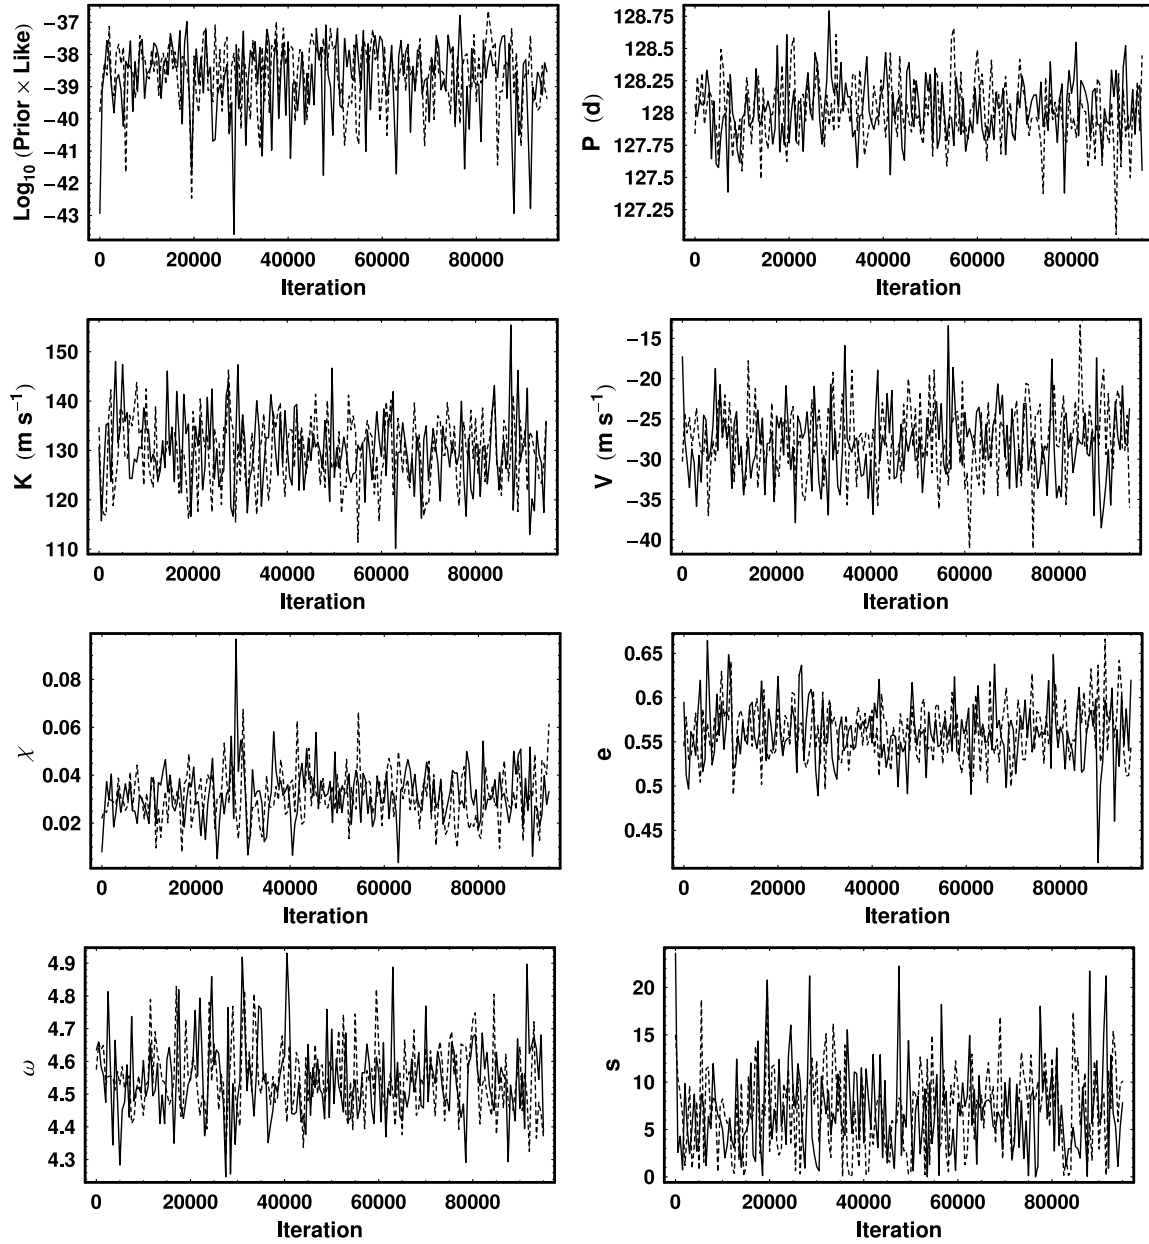 Log₁₀ (Prior × Like)
−37
−38
−39
−40
−41
−42
−43
0 20000 40000 60000 80000
Iteration
P (d)
128.75
128.5
128.25
128
127.75
127.5
127.25
0 20000 40000 60000 80000
Iteration
K (m s⁻¹)
150
140
130
120
110
0 20000 40000 60000 80000
Iteration
V (m s⁻¹)
−15
−20
−25
−30
−35
−40
0 20000 40000 60000 80000
Iteration
χ
0.08
0.06
0.04
0.02
0 20000 40000 60000 80000
Iteration
e
0.65
0.6
0.55
0.5
0.45
0 20000 40000 60000 80000
Iteration
ω
4.9
4.8
4.7
4.6
4.5
4.4
4.3
0 20000 40000 60000 80000
Iteration
s
20
15
10
5
0
0 20000 40000 60000 80000
Iteration